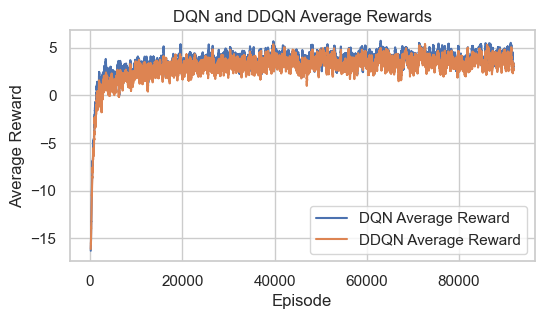 DQN and DDQN Average Rewards
Average Reward
5
0
−5
−10
−15
DQN Average Reward
DDQN Average Reward
0 20000 40000 60000 80000
Episode